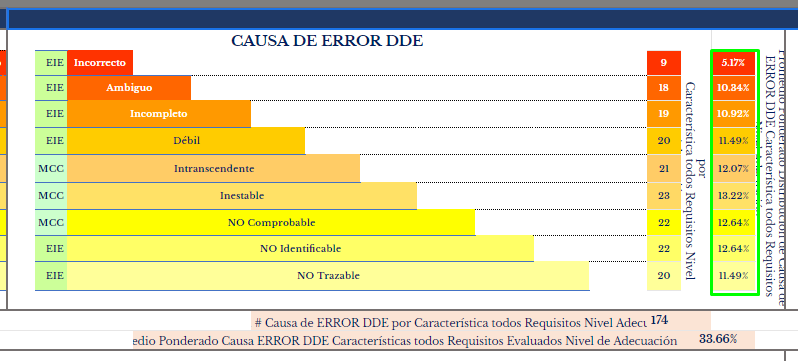 CAUSA DE ERROR DDE
EIE Incorrecto 9 5.17%
EIE Ambiguo 18 10.34%
EIE Incompleto 19 10.92%
EIE Débil 20 11.49%
MCC Intranscendente 21 12.07%
MCC Inestable 23 13.22%
MCC NO Comprobable 22 12.64%
EIE NO Identificable 22 12.64%
EIE NO Trazable 20 11.49%
por
Característica todos Requisitos Nivel
Promedio Ponderado Distribución de Causa de
ERROR DDE Característica todos Requisitos
# Causa de ERROR DDE por Característica todos Requisitos Nivel Adecu 174
edio Ponderado Causa ERROR DDE Características todos Requisitos Evaluados Nivel de Adecuación 33.66%